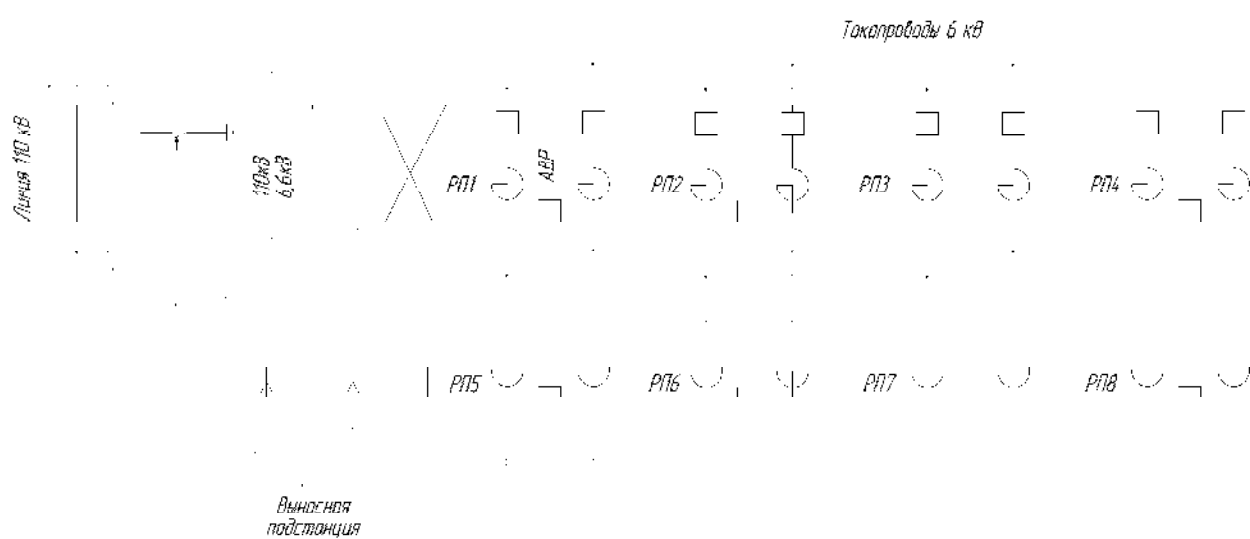 Токопроводы 6 кВ
Линия 110 кВ
110кВ
6,6кВ
РП1
АВР
РП2
РП3
РП4
РП5
РП6
РП7
РП8
Выносная
подстанция